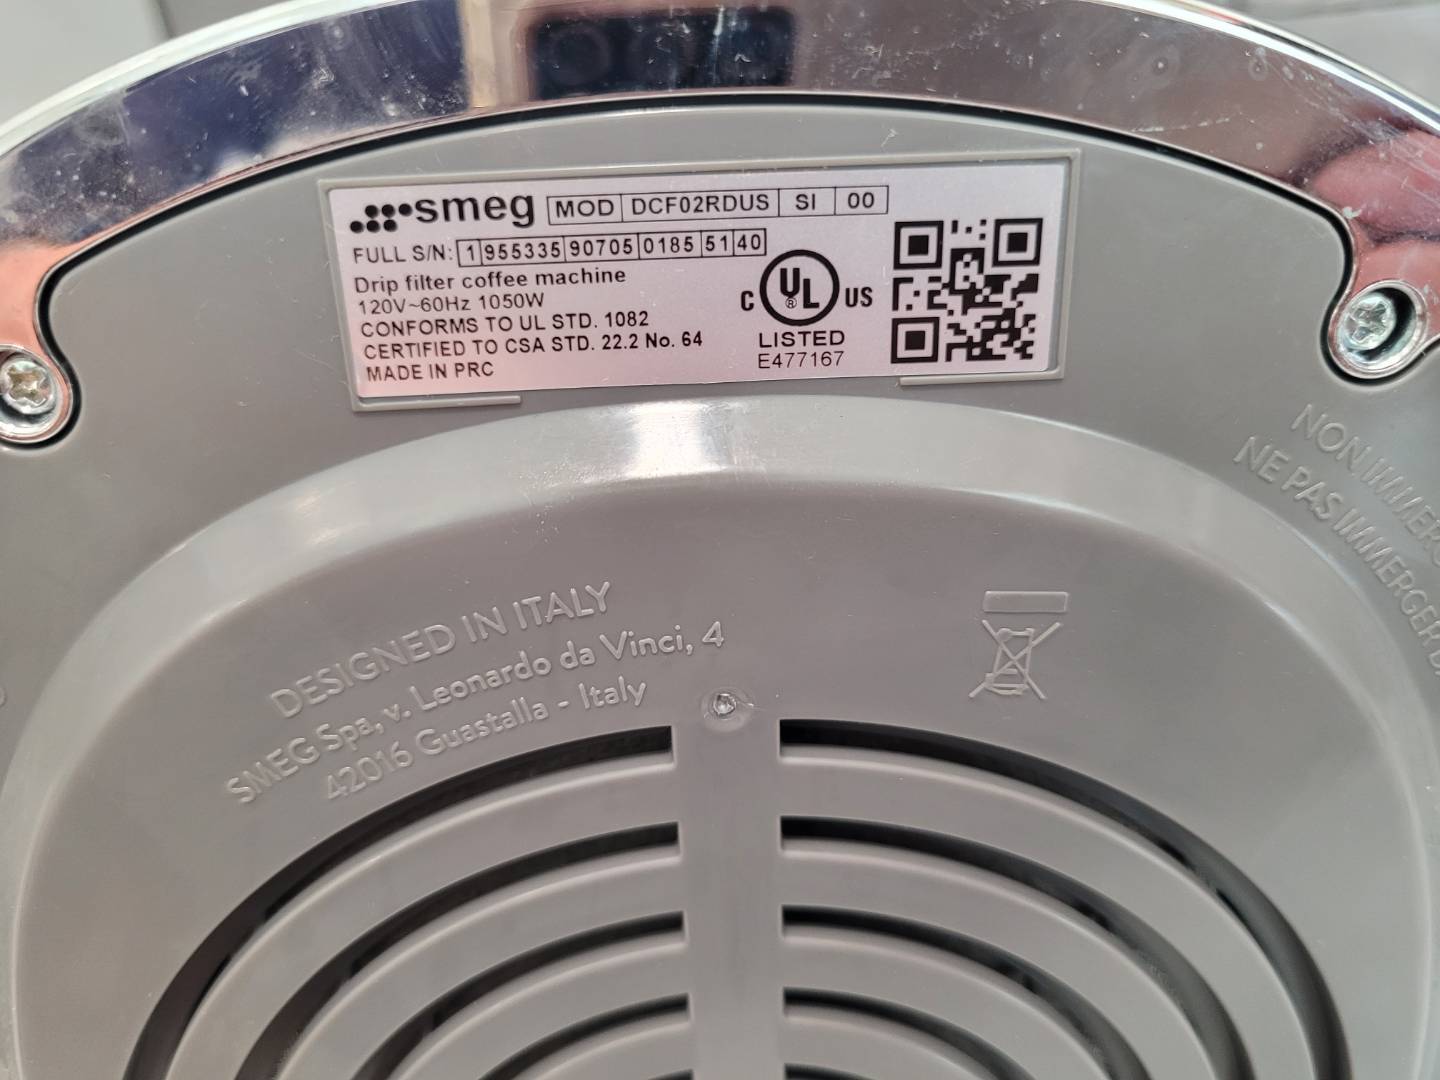 smeg MOD DCF02RDUS SI 00
FULL S/N: 1 955335 90705 0185 51 40
Drip filter coffee machine
120V~60Hz 1050W
CONFORMS TO UL STD. 1082
CERTIFIED TO CSA STD. 22.2 No. 64
MADE IN PRC
C UL ® US
LISTED
E477167
NON
NE PAS IMMERGER
DESIGNED IN ITALY
SMEG Spa, v. Leonardo da Vinci, 4
42016 Guastalla - Italy